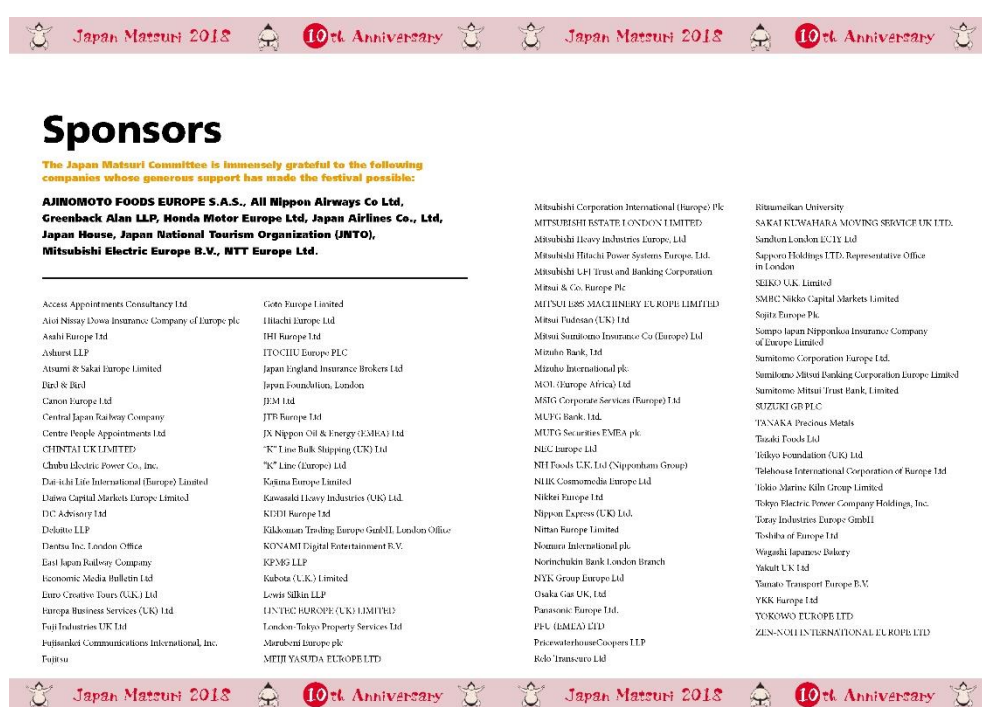 Japan Matsuri 2018 10th Anniversary Japan Matsuri 2018 10th Anniversary
Sponsors
The Japan Matsuri Committee is immensely grateful to the following
companies whose generous support has made the festival possible:
AJINOMOTO FOODS EUROPE S.A.S., All Nippon Airways Co Ltd,
Greenback Alan LLP, Honda Motor Europe Ltd, Japan Airlines Co., Ltd,
Japan House, Japan National Tourism Organization (JNTO),
Mitsubishi Electric Europe B.V., NTT Europe Ltd.
Access Appointments Consultancy Ltd
Aioi Nissay Dowa Insurance Company of Europe plc
Asahi Europe Ltd
Ashurst LLP
Atsumi & Sakai Europe Limited
Bird & Bird
Canon Europe Ltd
Central Japan Railway Company
Centre People Appointments Ltd
CHINTAI UK LIMITED
Chubu Electric Power Co., Inc.
Dai-ichi Life International (Europe) Limited
Daiwa Capital Markets Europe Limited
DC Advisory Ltd
Deloitte LLP
Dentsu Inc. London Office
East Japan Railway Company
Economic Media Bulletin Ltd
Euro Creative Tours (U.K.) Ltd
Europa Business Services (UK) Ltd
Fuji Industries UK Ltd
Fujisankei Communications International, Inc.
Fujitsu
Goto Europe Limited
Hitachi Europe Ltd
IHI Europe Ltd
ITOCHU Europe PLC
Japan England Insurance Brokers Ltd
Japan Foundation, London
JEM Ltd
JTB Europe Ltd
JX Nippon Oil & Energy (EMEA) Ltd
"K" Line Bulk Shipping (UK) Ltd
"K" Line (Europe) Ltd
Kajima Europe Limited
Kawasaki Heavy Industries (UK) Ltd.
KDDI Europe Ltd
Kikkoman Trading Europe GmbH, London Office
KONAMI Digital Entertainment B.V.
KPMG LLP
Kubota (U.K.) Limited
Lewis Silkin LLP
LINTEC EUROPE (UK) LIMITED
London-Tokyo Property Services Ltd
Marubeni Europe plc
MEIJI YASUDA EUROPE LTD
Mitsubishi Corporation International (Europe) Plc
MITSUBISHI ESTATE LONDON LIMITED
Mitsubishi Heavy Industries Europe, Ltd
Mitsubishi Hitachi Power Systems Europe, Ltd.
Mitsubishi UFJ Trust and Banking Corporation
Mitsui & Co. Europe Plc
MITSUI E&S MACHINERY EUROPE LIMITED
Mitsui Fudosan (UK) Ltd
Mitsui Sumitomo Insurance Co (Europe) Ltd
Mizuho Bank, Ltd
Mizuho International plc
MOL (Europe Africa) Ltd
MSIG Corporate Services (Europe) Ltd
MUFG Bank, Ltd.
MUFG Securities EMEA plc
NEC Europe Ltd
NH Foods U.K. Ltd (Nipponham Group)
NHK Cosmomedia Europe Ltd
Nikkei Europe Ltd
Nippon Express (UK) Ltd.
Nittan Europe Limited
Nomura International plc
Norinchukin Bank London Branch
NYK Group Europe Ltd
Osaka Gas UK, Ltd
Panasonic Europe Ltd.
PFU (EMEA) LTD
PricewaterhouseCoopers LLP
Relo Transeuro Ltd
Ritsumeikan University
SAKAI KUWAHARA MOVING SERVICE UK LTD.
Sandton London EC1Y Ltd
Sapporo Holdings LTD. Representative Office
in London
SEIKO U.K. Limited
SMBC Nikko Capital Markets Limited
Sojitz Europe Plc.
Sompo Japan Nipponkoa Insurance Company
of Europe Limited
Sumitomo Corporation Europe Ltd.
Sumitomo Mitsui Banking Corporation Europe Limited
Sumitomo Mitsui Trust Bank, Limited
SUZUKI GB PLC
TANAKA Precious Metals
Tazaki Foods Ltd
Teikyo Foundation (UK) Ltd
Telehouse International Corporation of Europe Ltd
Tokio Marine Kiln Group Limited
Tokyo Electric Power Company Holdings, Inc.
Toray Industries Europe GmbH
Toshiba of Europe Ltd
Wagashi Japanese Bakery
Yakult UK Ltd
Yamato Transport Europe B.V.
YKK Europe Ltd
YOKOWO EUROPE LTD
ZEN-NOH INTERNATIONAL EUROPE LTD
Japan Matsuri 2018 10th Anniversary Japan Matsuri 2018 10th Anniversary